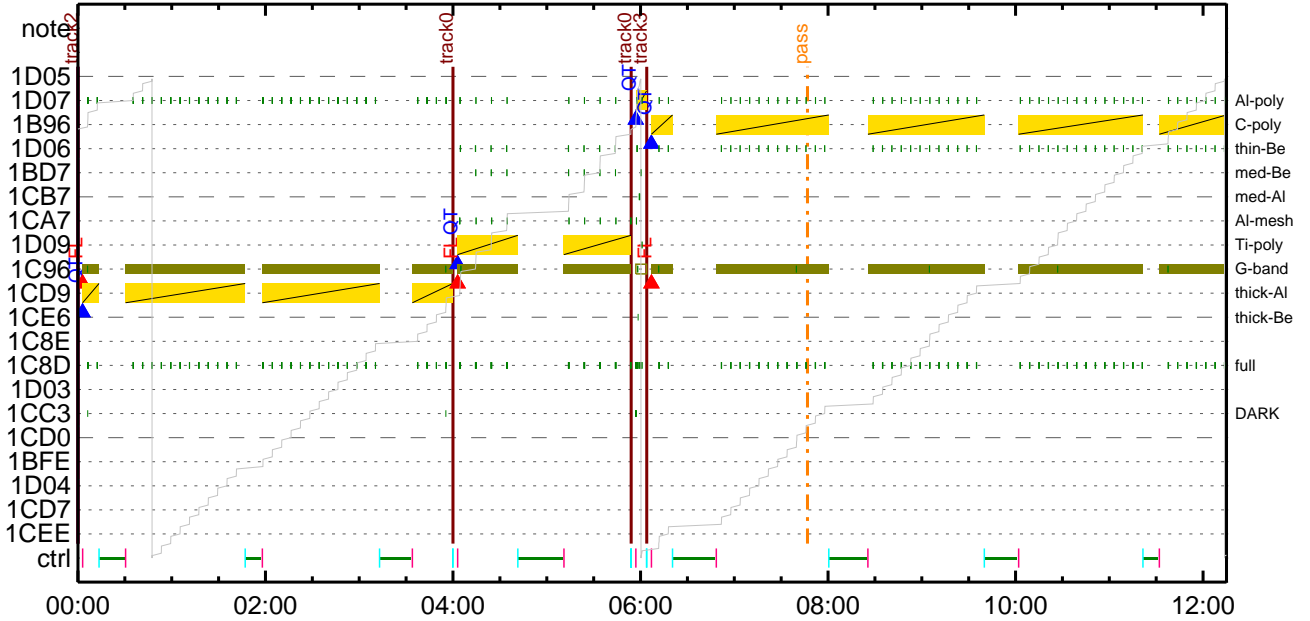 note
track2
track0
track0
track3
pass
1D05
QT
1D07
QT
Al-poly
1B96
C-poly
1D06
thin-Be
1BD7
med-Be
1CB7
med-Al
1CA7
QT
Al-mesh
1D09
FL
FL
FL
Ti-poly
1C96
QT
G-band
1CD9
thick-Al
1CE6
thick-Be
1C8E
1C8D
full
1D03
1CC3
DARK
1CD0
1BFE
1D04
1CD7
1CEE
ctrl
00:00 02:00 04:00 06:00 08:00 10:00 12:00